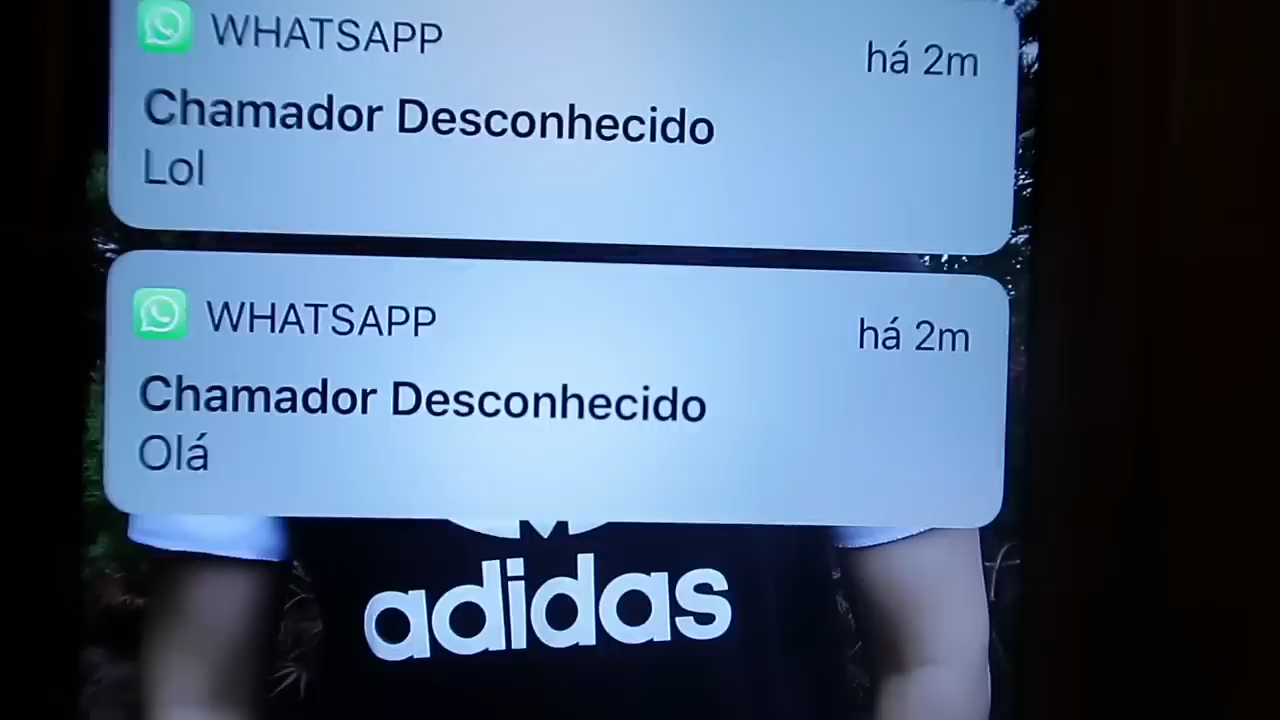 WHATSAPP
há 2m
Chamador Desconhecido
Lol
WHATSAPP
há 2m
Chamador Desconhecido
Olá
adidas